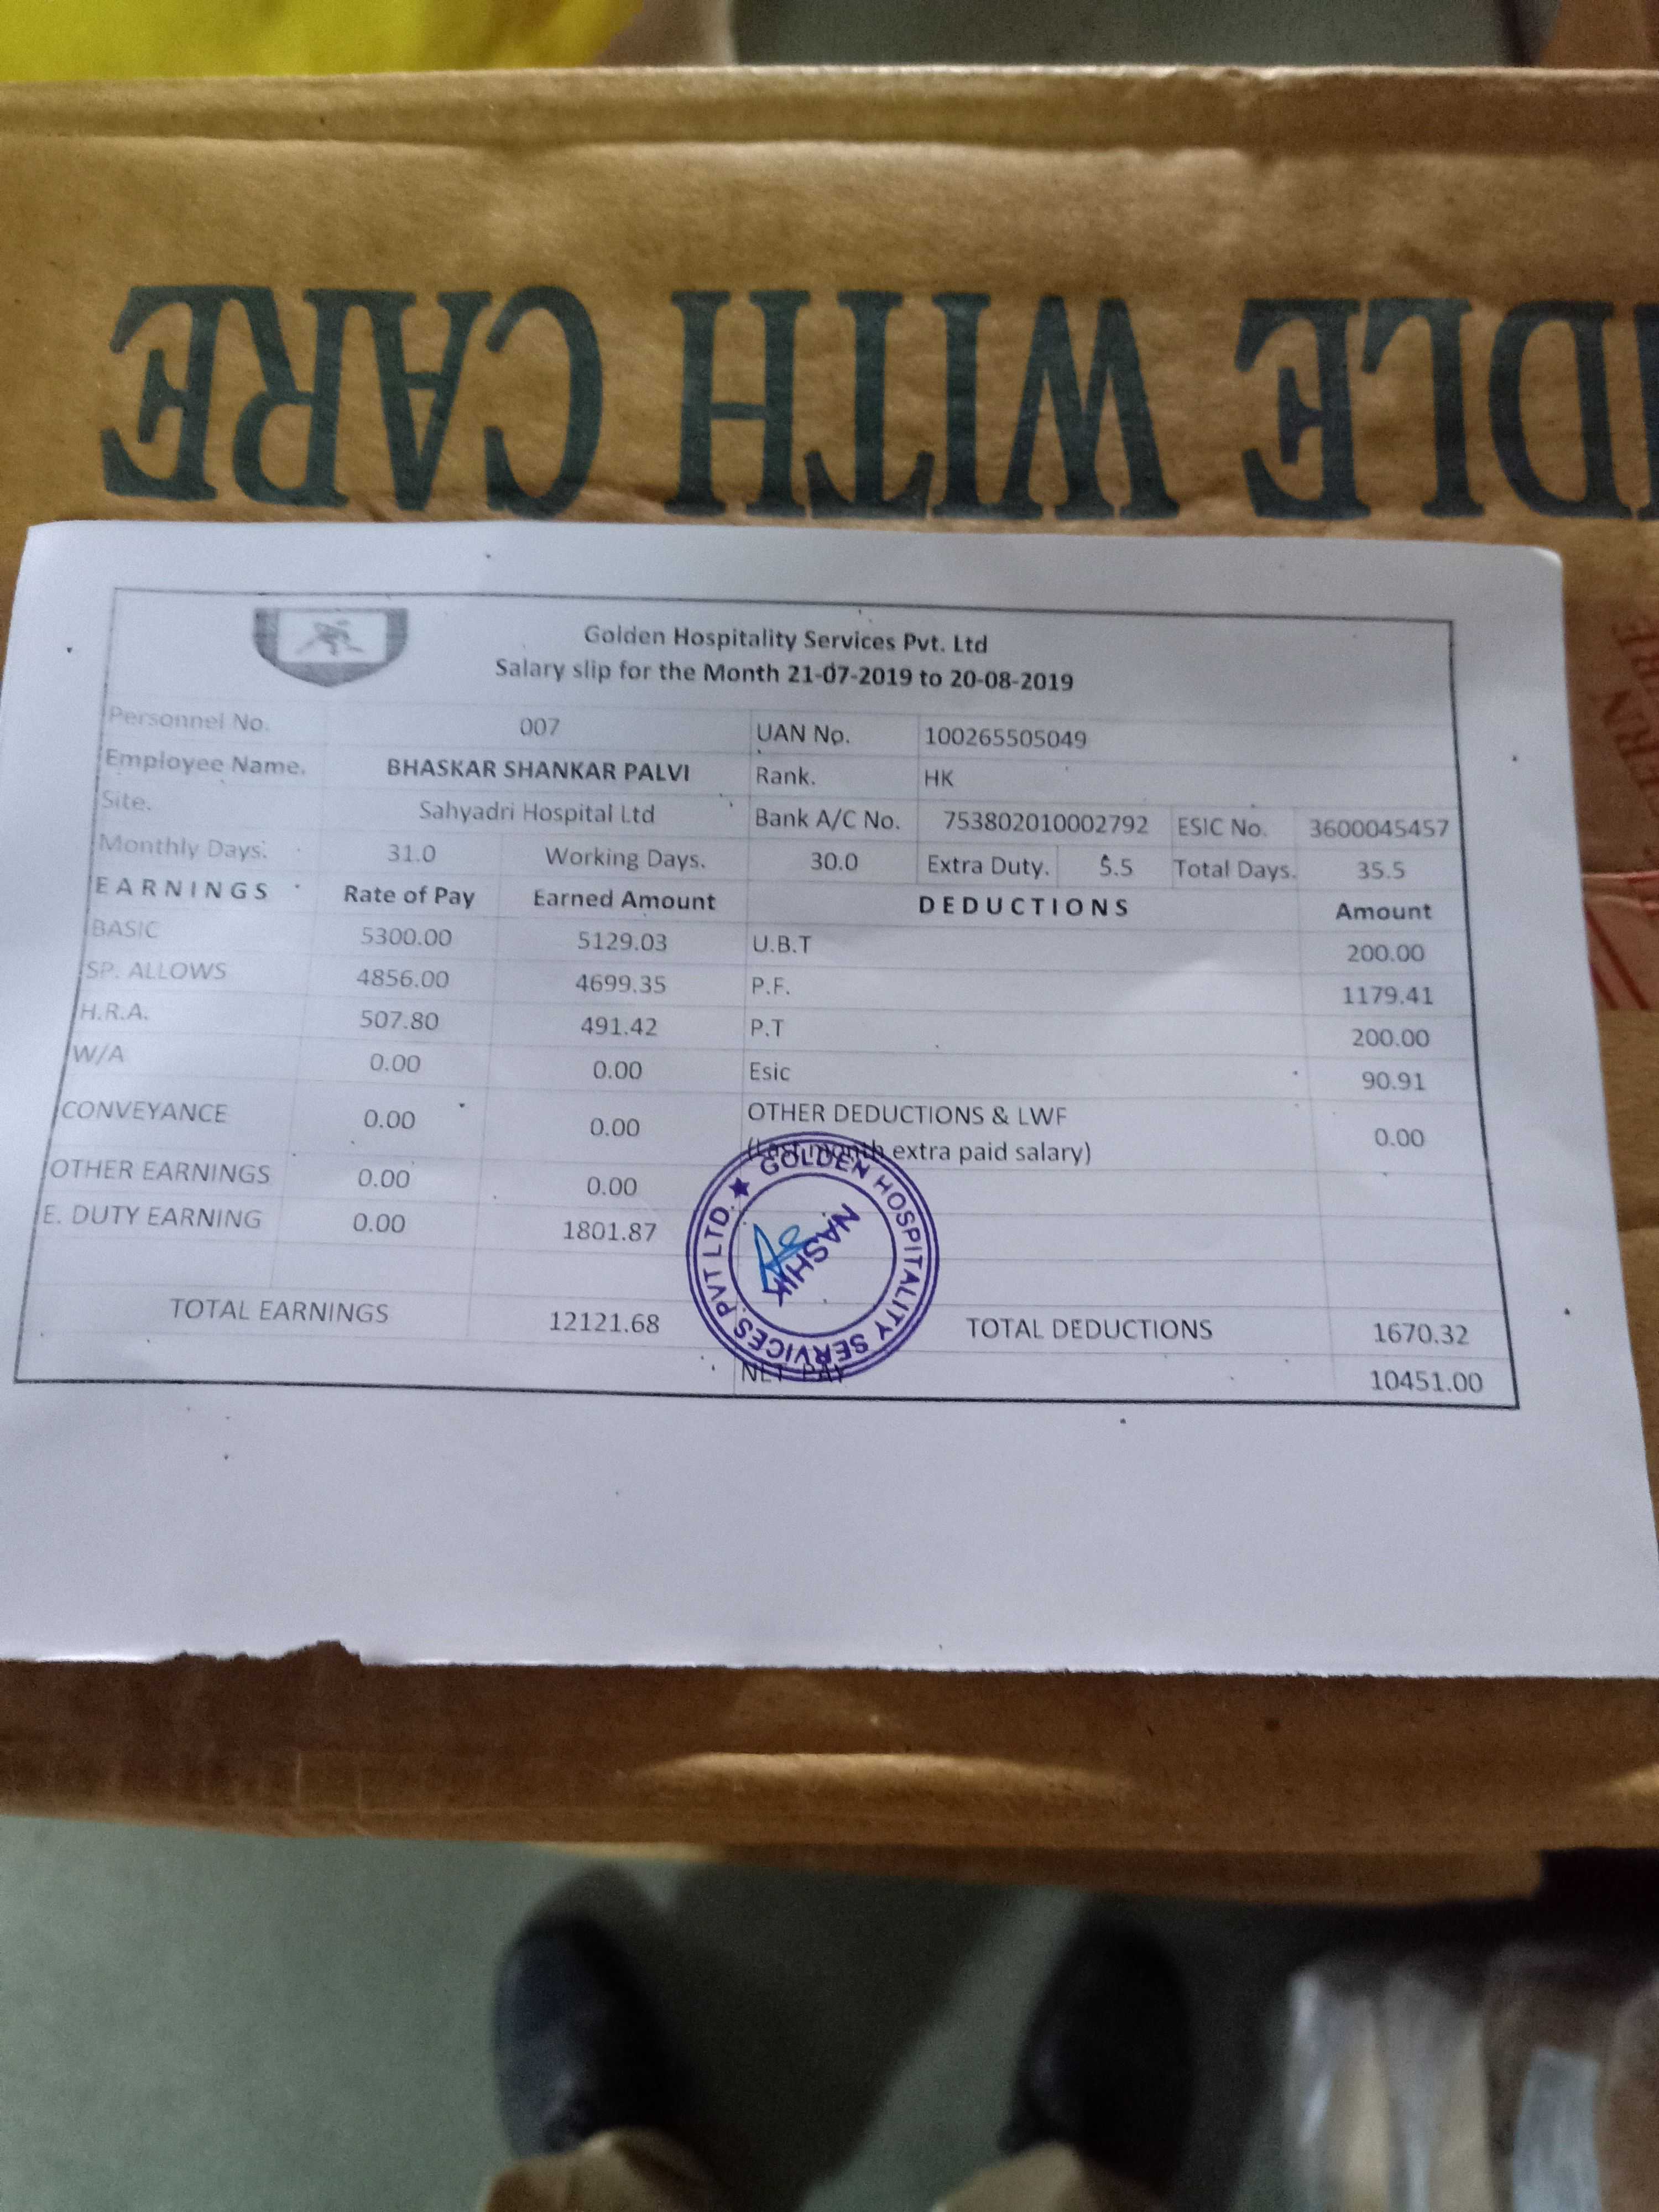 DLE WITH CARE
Golden Hospitality Services Pvt. Ltd
Salary slip for the Month 21-07-2019 to 20-08-2019
Personnel No. 007 UAN No. 100265505049
Employee Name. BHASKAR SHANKAR PALVI Rank. HK
Site. Sahyadri Hospital Ltd Bank A/C No. 753802010002792 ESIC No. 3600045457
Monthly Days. 31.0 Working Days. 30.0 Extra Duty. 5.5 Total Days. 35.5
EARNINGS Rate of Pay Earned Amount DEDUCTIONS Amount
BASIC 5300.00 5129.03 U.B.T 200.00
SP. ALLOWS 4856.00 4699.35 P.F. 1179.41
H.R.A. 507.80 491.42 P.T 200.00
W/A 0.00 0.00 Esic 90.91
CONVEYANCE 0.00 0.00 OTHER DEDUCTIONS & LWF 0.00
(Last month extra paid salary)
OTHER EARNINGS 0.00 0.00
E. DUTY EARNING 0.00 1801.87
TOTAL EARNINGS 12121.68 TOTAL DEDUCTIONS 1670.32
NET PAY 10451.00
GOLDEN HOSPITALITY SERVICES PVT LTD. ★
NASHIK